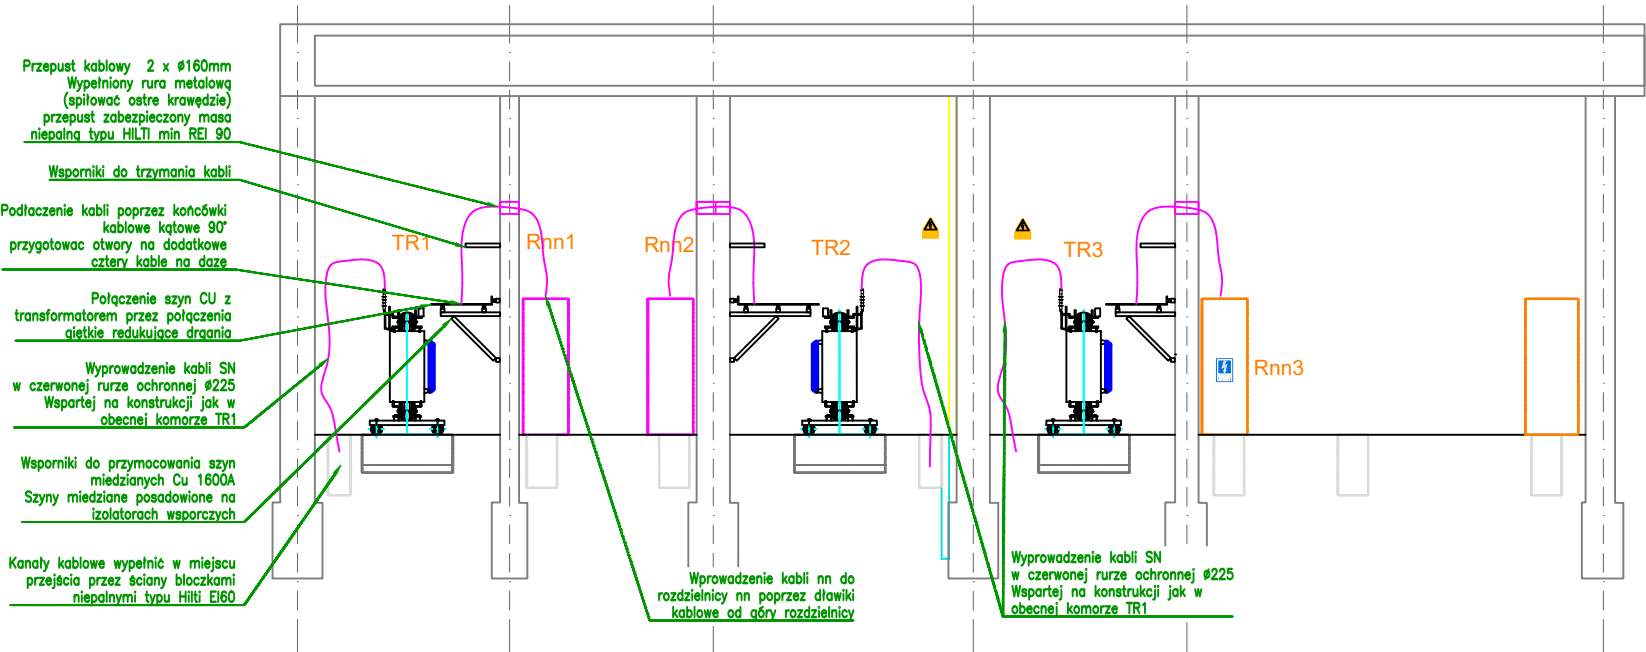 Przepust kablowy 2 x ø160mm
Wypełniony rura metalową
(spiłować ostre krawędzie)
przepust zabezpieczony masa
niepalną typu HILTI min REI 90
Wsporniki do trzymania kabli
Podłaczenie kabli poprzez końcówki
kablowe kątowe 90°
przygotowac otwory na dodatkowe
cztery kable na dazę
Połączenie szyn CU z
transformatorem przez połączenia
giętkie redukujące drgania
Wyprowadzenie kabli SN
w czerwonej rurze ochronnej ø225
Wspartej na konstrukcji jak w
obecnej komorze TR1
Wsporniki do przymocowania szyn
miedzianych Cu 1600A
Szyny miedziane posadowione na
izolatorach wsporczych
Kanały kablowe wypełnić w miejscu
przejścia przez ściany bloczkami
niepalnymi typu Hilti EI60
TR1
Rnn1
Rnn2
TR2
TR3
Rnn3
Wprowadzenie kabli nn do
rozdzielnicy nn poprzez dławiki
kablowe od góry rozdzielnicy
Wyprowadzenie kabli SN
w czerwonej rurze ochronnej ø225
Wspartej na konstrukcji jak w
obecnej komorze TR1